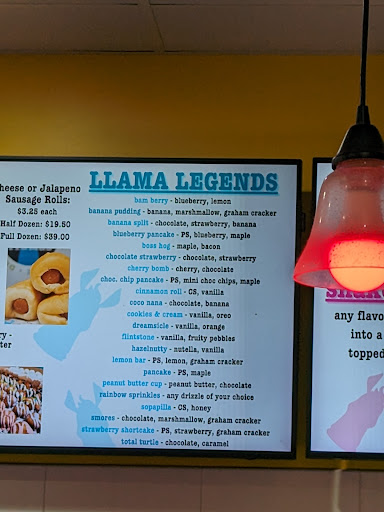 heese or Jalapeno
Sausage Rolls:
$3.25 each
Half Dozen: $19.50
Full Dozen: $39.00
ry -
ter
LLAMA LEGENDS
bam berry - blueberry, lemon
banana pudding - banana, marshmallow, graham cracker
banana split - chocolate, strawberry, banana
blueberry pancake - PS, blueberry, maple
boss hog - maple, bacon
chocolate strawberry - chocolate, strawberry
cherry bomb - cherry, chocolate
choc. chip pancake - PS, mini choc chips, maple
cinnamon roll - CS, vanilla
coco nana - chocolate, banana
cookies & cream - vanilla, oreo
dreamsicle - vanilla, orange
flintstone - vanilla, fruity pebbles
hazelnutty - nutella, vanilla
lemon bar - PS, lemon, graham cracker
pancake - PS, maple
peanut butter cup - peanut butter, chocolate
rainbow sprinkles - any drizzle of your choice
sopapilla - CS, honey
smores - chocolate, marshmallow, graham cracker
strawberry shortcake - PS, strawberry, graham cracker
total turtle - chocolate, caramel
any flavo
into a
topped